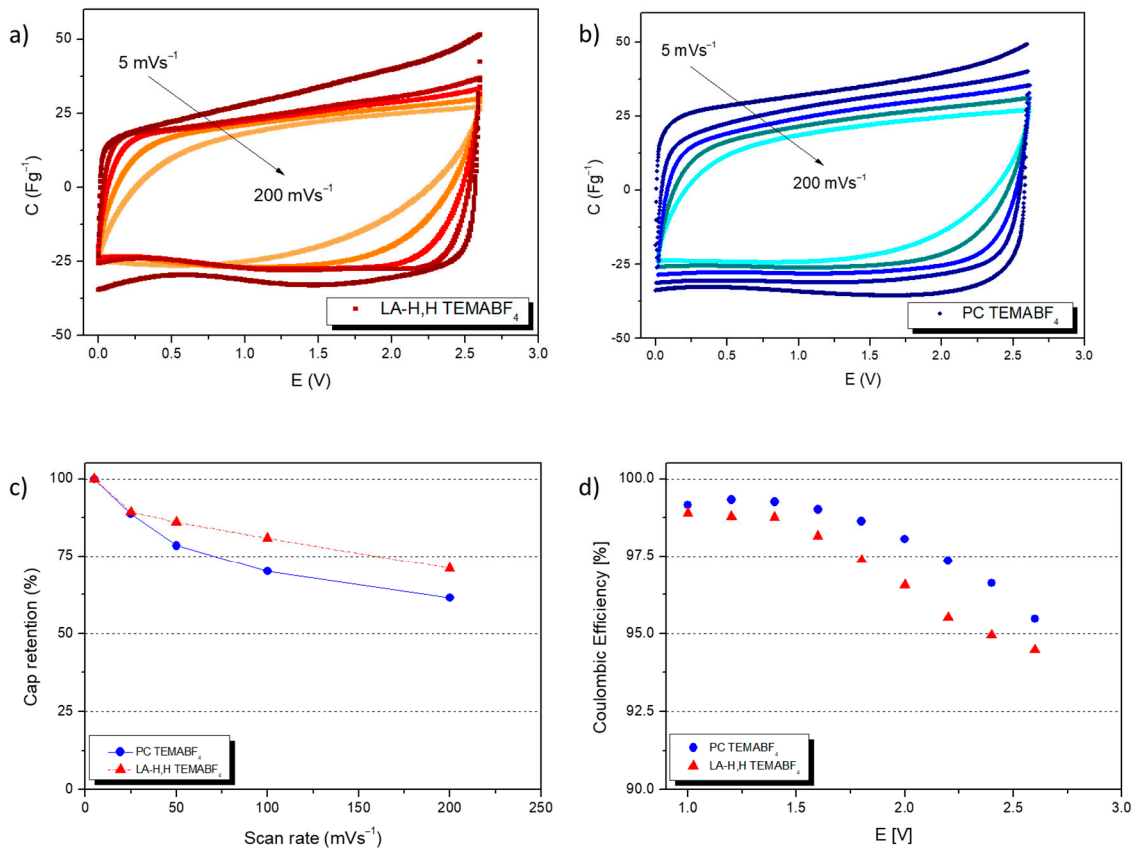 a)
50
25
0
-25
-50
C (Fg⁻¹)
5 mVs⁻¹
200 mVs⁻¹
LA-H,H TEMABF₄
0.0 0.5 1.0 1.5 2.0 2.5 3.0
E (V)
b)
50
25
0
-25
-50
C (Fg⁻¹)
5 mVs⁻¹
200 mVs⁻¹
PC TEMABF₄
0.0 0.5 1.0 1.5 2.0 2.5 3.0
E (V)
c)
100
75
50
25
0
Cap retention (%)
PC TEMABF₄
LA-H,H TEMABF₄
0 50 100 150 200 250
Scan rate (mVs⁻¹)
d)
100.0
97.5
95.0
92.5
90.0
Coulombic Efficiency [%]
PC TEMABF₄
LA-H,H TEMABF₄
1.0 1.5 2.0 2.5 3.0
E [V]